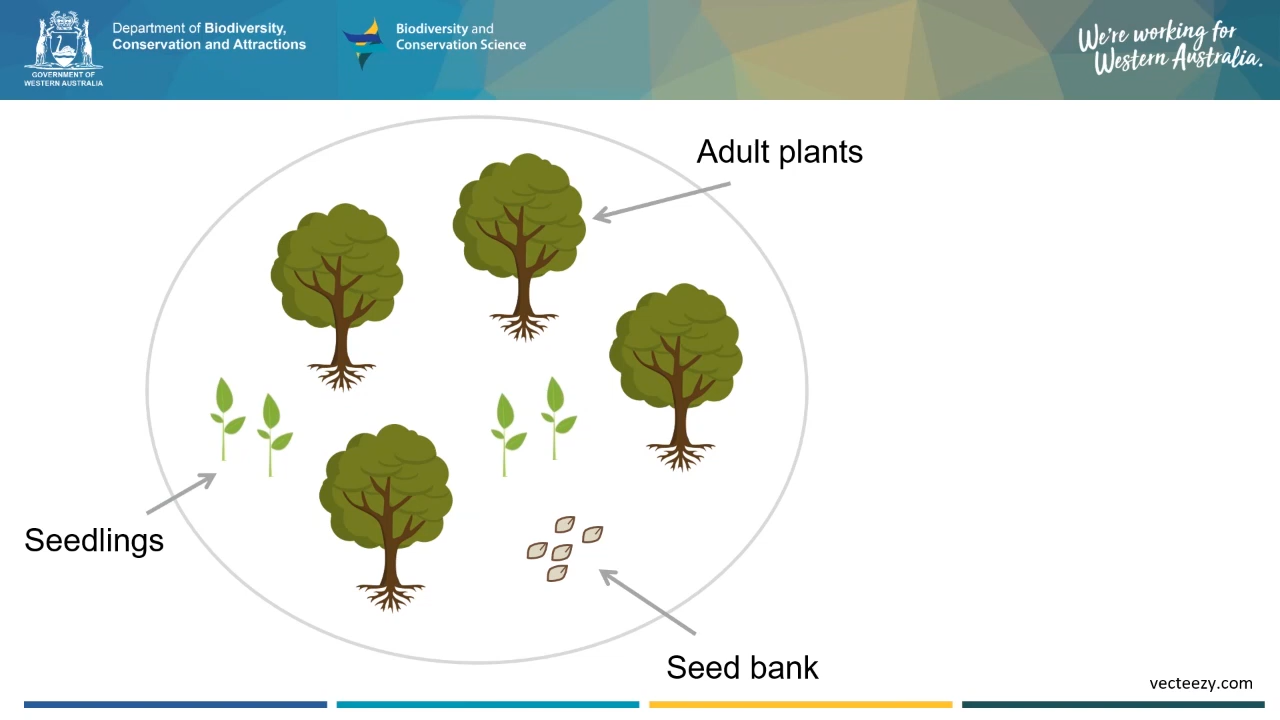 GOVERNMENT OF
WESTERN AUSTRALIA
Department of Biodiversity,
Conservation and Attractions
Biodiversity and
Conservation Science
We're working for
Western Australia.
Adult plants
Seedlings
Seed bank
vecteezy.com